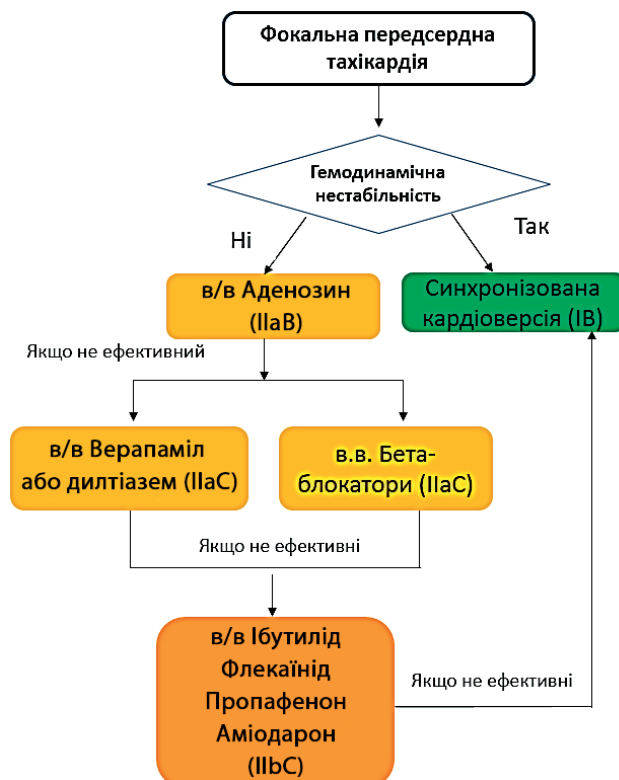 Фокальна передсердна
тахікардія
Гемодинамічна
нестабільність
Ні
Так
в/в Аденозин
(IIaB)
Синхронізована
кардіоверсія (IB)
Якщо не ефективний
в/в Верапаміл
або дилтіазем (IIaC)
в.в. Бета-
блокатори (IIaC)
Якщо не ефективні
в/в Ібутилід
Флекаїнід
Пропафенон
Аміодарон
(IIbC)
Якщо не ефективні